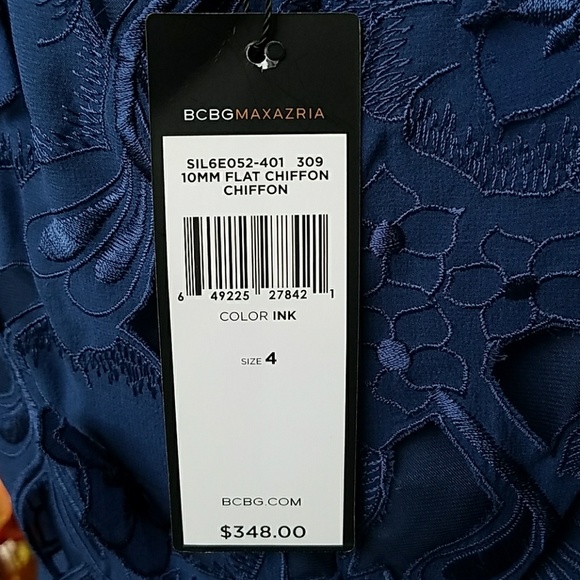 BCBGMAXAZRIA
SIL6E052-401 309
10MM FLAT CHIFFON
CHIFFON
6 49225 27842 1
COLOR INK
SIZE 4
BCBG.COM
$348.00